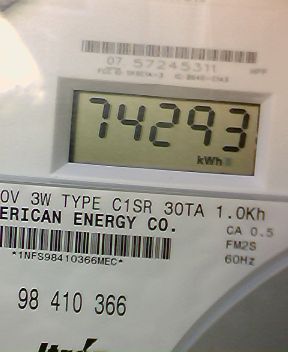 07 57245311
74293
kWh
0V 3W TYPE C1SR 30TA 1.0Kh
ERICAN ENERGY CO.
CA 0.5
FM2S
60Hz
*1NFS98410366MEC*
98 410 366